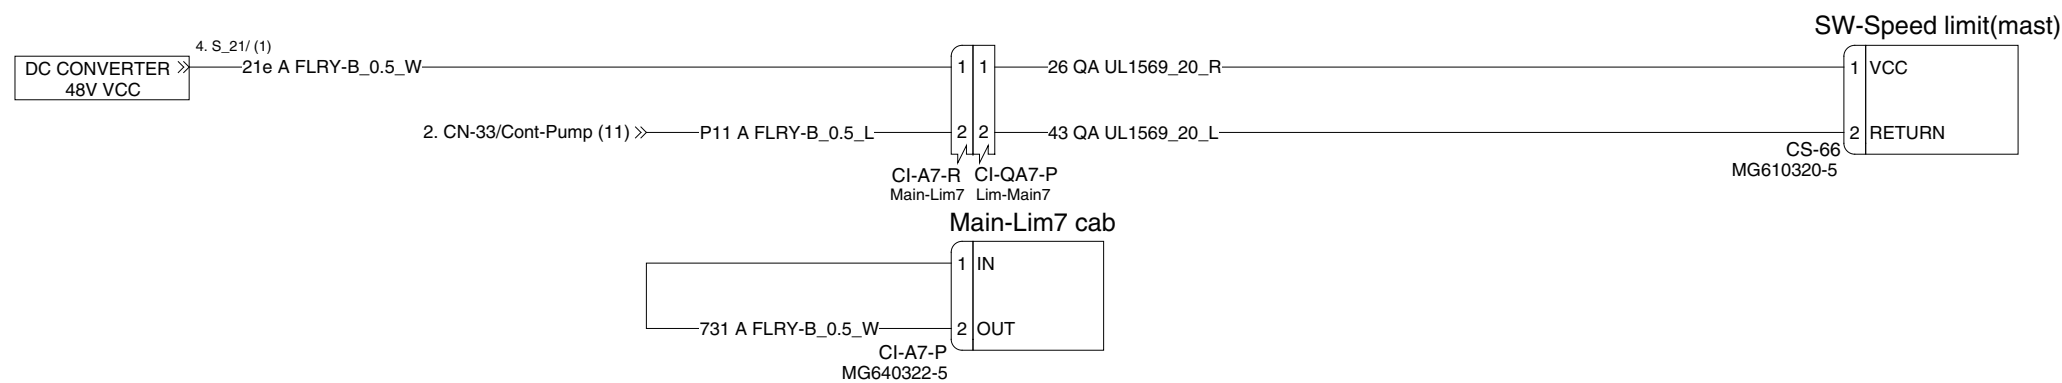 SW-Speed limit(mast)
4. S_21/ (1)
DC CONVERTER
48V VCC
21e A FLRY-B_0.5_W
1 1
26 QA UL1569_20_R
1 VCC
2. CN-33/Cont-Pump (11)
P11 A FLRY-B_0.5_L
2 2
43 QA UL1569_20_L
2 RETURN
CS-66
MG610320-5
CI-A7-R CI-QA7-P
Main-Lim7 Lim-Main7
Main-Lim7 cab
1 IN
731 A FLRY-B_0.5_W
2 OUT
CI-A7-P
MG640322-5